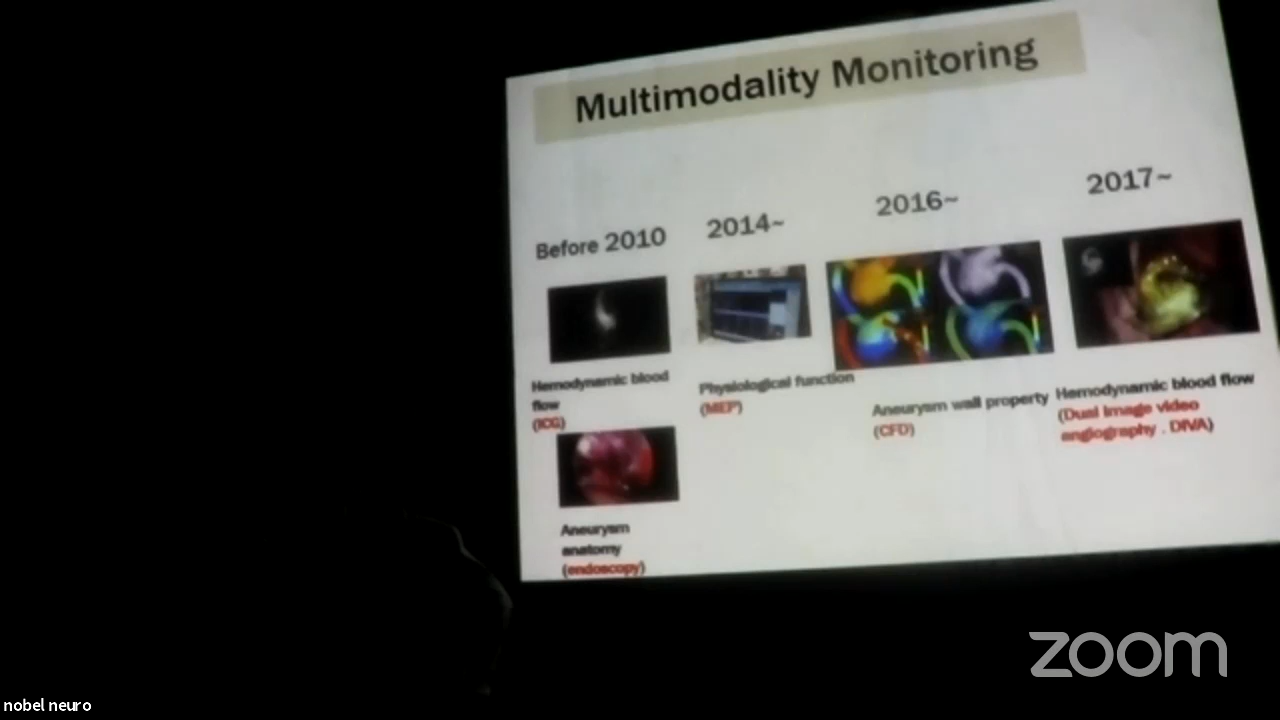 Multimodality Monitoring
Before 2010
2014~
2016~
2017~
Hemodynamic blood
flow
(ICG)
Physiological function
(MEP)
Aneurysm wall property
(CFD)
Hemodynamic blood flow
(Dual image video
angiography . DIVA)
Aneurysm
anatomy
(endoscopy)
zoom
nobel neuro